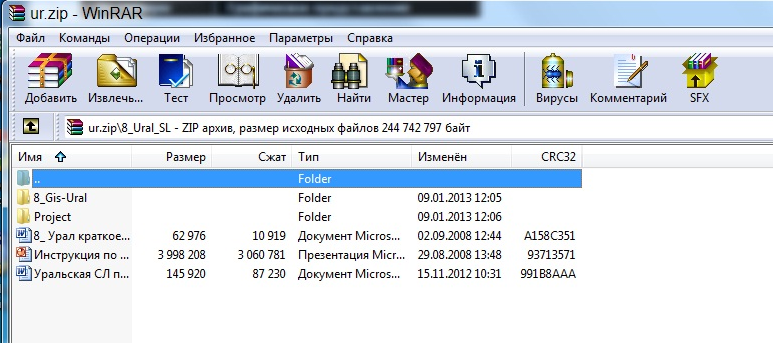 ur.zip - WinRAR
Файл Команды Операции Избранное Параметры Справка
Добавить Извлечь... Тест Просмотр Удалить Найти Мастер Информация Вирусы Комментарий SFX
ur.zip\8_Ural_SL - ZIP архив, размер исходных файлов 244 742 797 байт
Имя Размер Сжат Тип Изменён CRC32
.. Folder
8_Gis-Ural Folder 09.01.2013 12:05
Project Folder 09.01.2013 12:06
8_ Урал краткое... 62 976 10 919 Документ Micros... 02.09.2008 12:44 A158C351
Инструкция по ... 3 998 208 3 060 781 Презентация Micros... 29.08.2008 13:48 93713571
Уральская СЛ п... 145 920 87 230 Документ Micros... 15.11.2012 10:31 991B8AAA